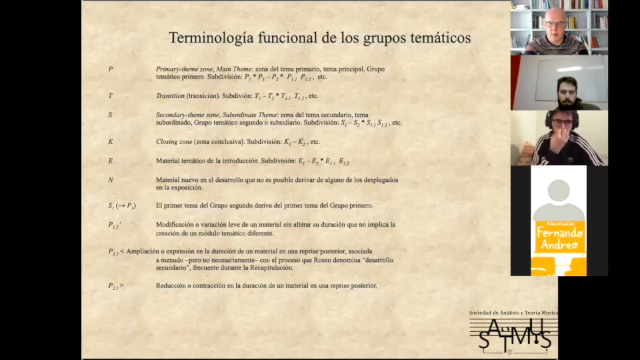 Terminología funcional de los grupos temáticos
P Primary-theme zone, Main Theme: zona del tema primario, tema principal, Grupo
temático primero. Subdivisión: P1 * P2 – P2 * P1.1 P1.2 , etc.
T Transition (transición). Subdivión: T1 – T1 * T1.1 T1.2, etc.
S Secondary-theme zone, Subordinate Theme: zona del tema secundario, tema
subordinado, Grupo temático segundo o subsidiario. Subdivisión: S1 – S2 * S1.1 S1.2, etc.
K Closing zone (zona conclusiva). Subdivisión: K1 – K2 , etc.
E Material temático de la introducción. Subdivisión: E1 – E2 * E1.1 E1.2
N Material nuevo en el desarrollo que no es posible derivar de alguno de los desplegados
en la exposición.
S1 (→ P1) El primer tema del Grupo segundo deriva del primer tema del Grupo primero.
Modificación o variación leve de un material sin alterar su duración que no implica la
creación de un módulo temático diferente.
< Ampliación o expansión en la duración de un material en una reprise posterior, asociada
a menudo –pero no necesariamente– con el proceso que Rosen denomina "desarrollo
secundario", frecuente durante la Recapitulación.
> Reducción o contracción en la duración de un material en una reprise posterior.
Sociedad de Análisis y Teoría Musical
SATMUS
Fernando
Andreo